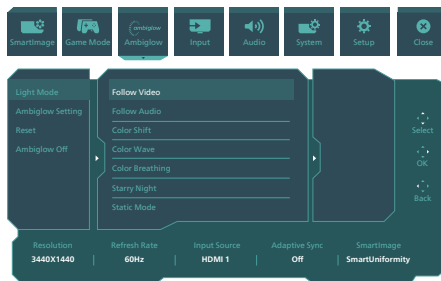 ambiglow
SmartImage
Game Mode
Ambiglow
Input
Audio
System
Setup
Close
Light Mode
Ambiglow Setting
Reset
Ambiglow Off
Follow Video
Follow Audio
Color Shift
Color Wave
Color Breathing
Starry Night
Static Mode
Select
OK
Back
Resolution
Refresh Rate
Input Source
Adaptive Sync
SmartImage
3440X1440
60Hz
HDMI 1
Off
SmartUniformity